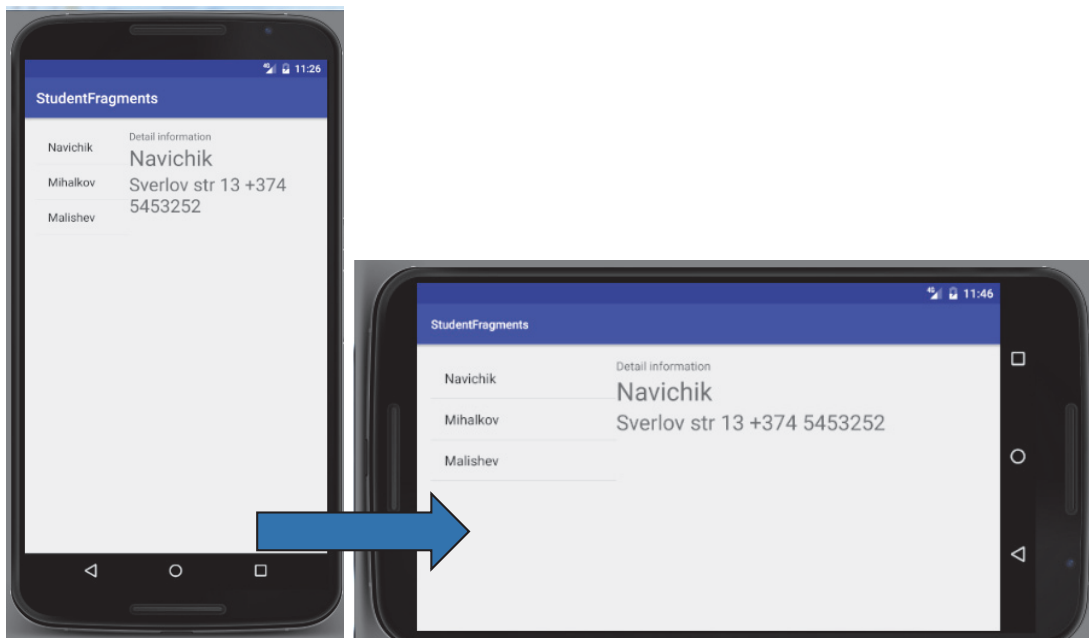 11:26
StudentFragments
Navichik
Mihalkov
Malishev
Detail information
Navichik
Sverlov str 13 +374
5453252
4G 11:46
StudentFragments
Navichik
Mihalkov
Malishev
Detail information
Navichik
Sverlov str 13 +374 5453252